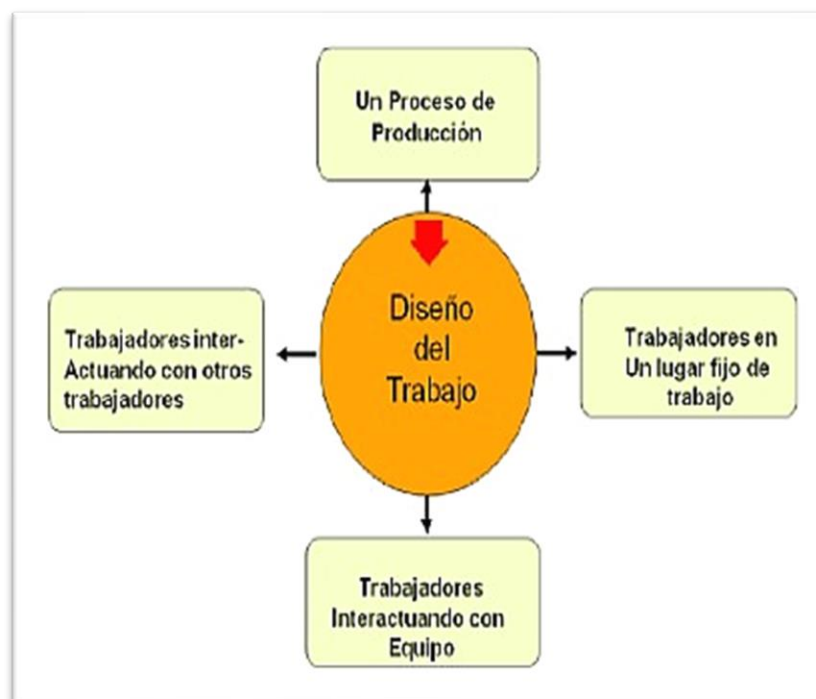 Un Proceso de
Producción
Diseño
del
Trabajo
Trabajadores inter-
Actuando con otros
trabajadores
Trabajadores en
Un lugar fijo de
trabajo
Trabajadores
Interactuando con
Equipo